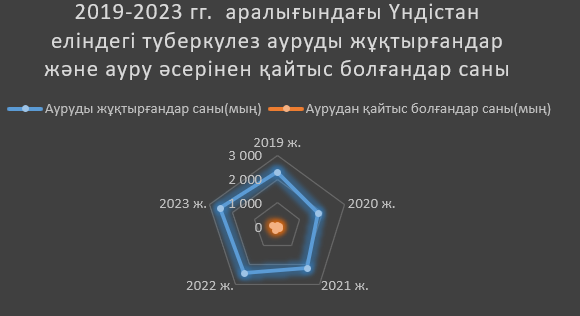 2019-2023 гг. аралығындағы Үндістан
еліндегі туберкулез ауруды жұқтырғандар
және ауру әсерінен қайтыс болғандар саны
Ауруды жұқтырғандар саны(мың) Аурудан қайтыс болғандар саны(мың)
2019 ж.
3 000
2 000
1 000
0
2023 ж. 2020 ж.
2022 ж. 2021 ж.